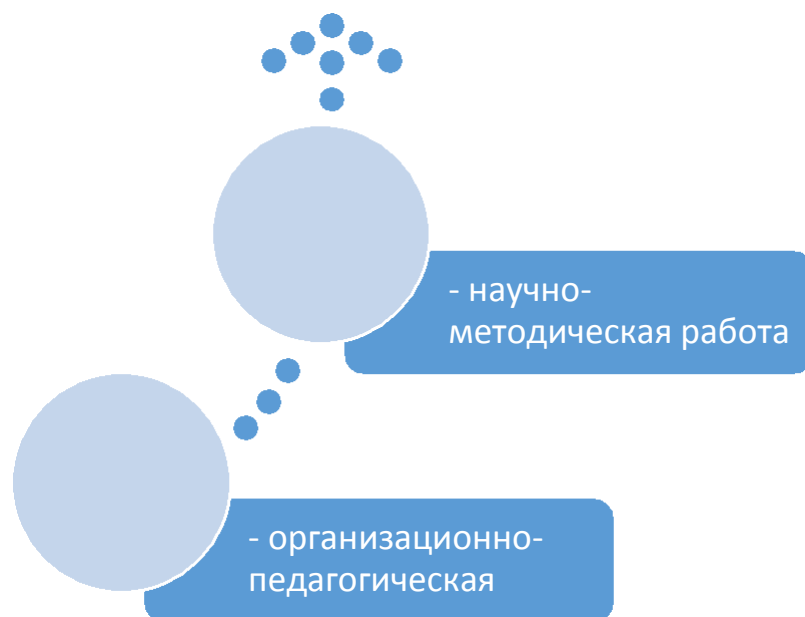 - научно-
методическая работа
- организационно-
педагогическая